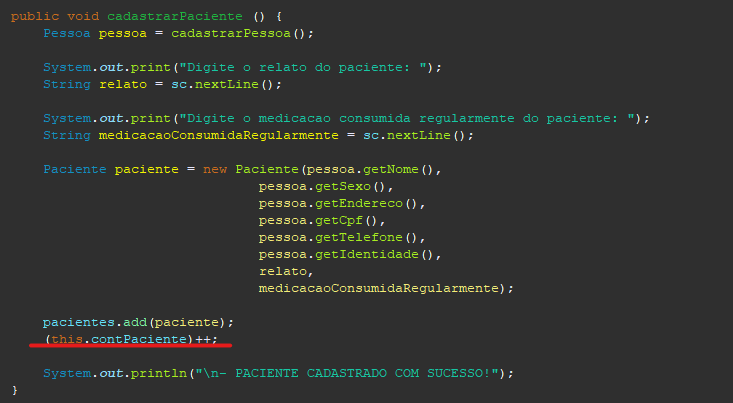 public void cadastrarPaciente () {
Pessoa pessoa = cadastrarPessoa();
System.out.print("Digite o relato do paciente: ");
String relato = sc.nextLine();
System.out.print("Digite o medicacao consumida regularmente do paciente: ");
String medicacaoConsumidaRegularmente = sc.nextLine();
Paciente paciente = new Paciente(pessoa.getNome(),
pessoa.getSexo(),
pessoa.getEndereco(),
pessoa.getCpf(),
pessoa.getTelefone(),
pessoa.getIdentidade(),
relato,
medicacaoConsumidaRegularmente);
pacientes.add(paciente);
(this.contPaciente)++;
System.out.println("\n- PACIENTE CADASTRADO COM SUCESSO!");
}